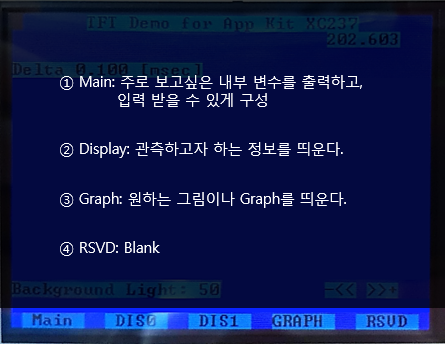 TFT Demo for App Kit XC237
202.603
Delta 0.100 [msec]
① Main: 주로 보고싶은 내부 변수를 출력하고,
입력 받을 수 있게 구성
② Display: 관측하고자 하는 정보를 띄운다.
③ Graph: 원하는 그림이나 Graph를 띄운다.
④ RSVD: Blank
Background Light: 50 -<< >>+
Main DIS0 DIS1 GRAPH RSVD